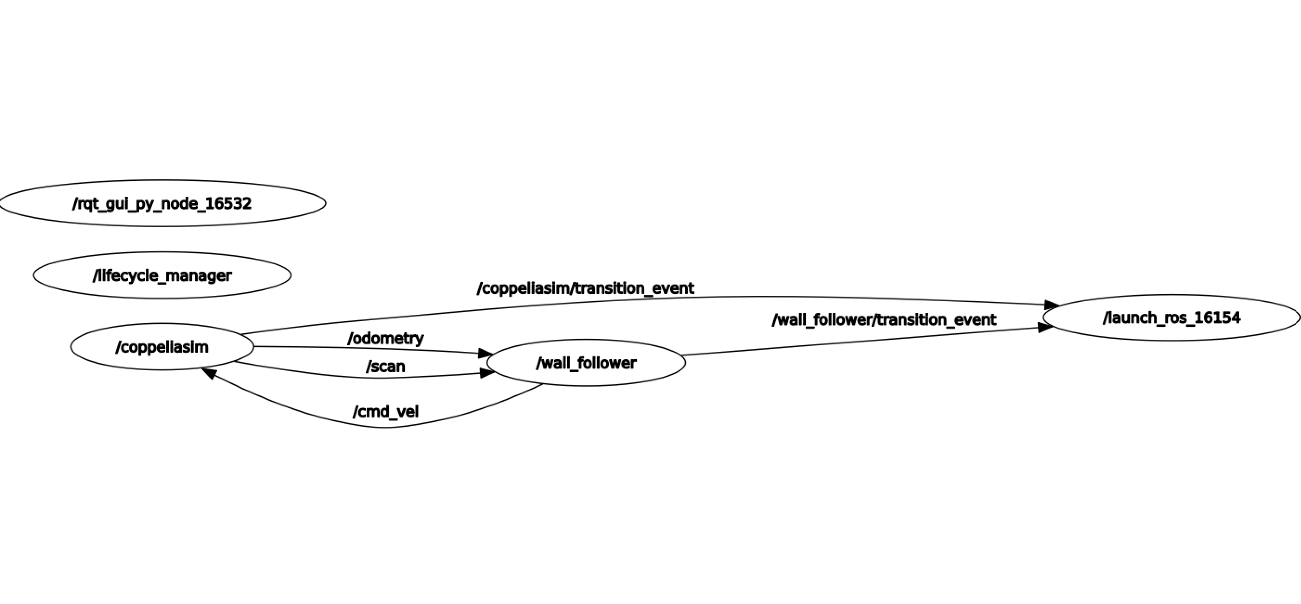 /rqt_gui_py_node_16532
/lifecycle_manager
/coppeliasim/transition_event
/wall_follower/transition_event
/launch_ros_16154
/odometry
/coppeliasim
/scan
/wall_follower
/cmd_vel